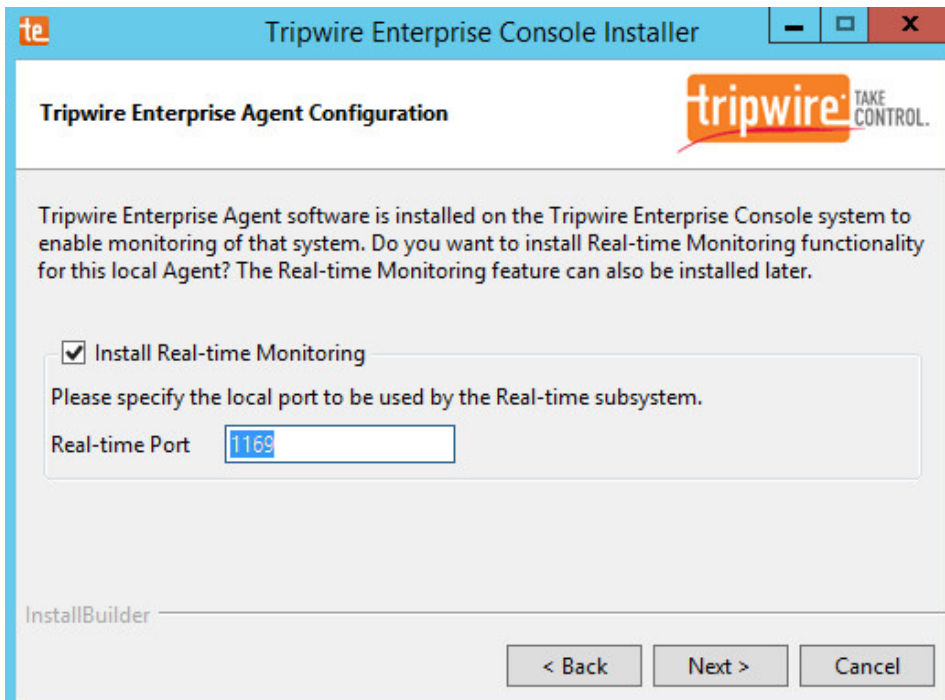 te
Tripwire Enterprise Console Installer
Tripwire Enterprise Agent Configuration
tripwire
TAKE
CONTROL.
Tripwire Enterprise Agent software is installed on the Tripwire Enterprise Console system to
enable monitoring of that system. Do you want to install Real-time Monitoring functionality
for this local Agent? The Real-time Monitoring feature can also be installed later.
Install Real-time Monitoring
Please specify the local port to be used by the Real-time subsystem.
Real-time Port 1169
InstallBuilder
< Back Next > Cancel